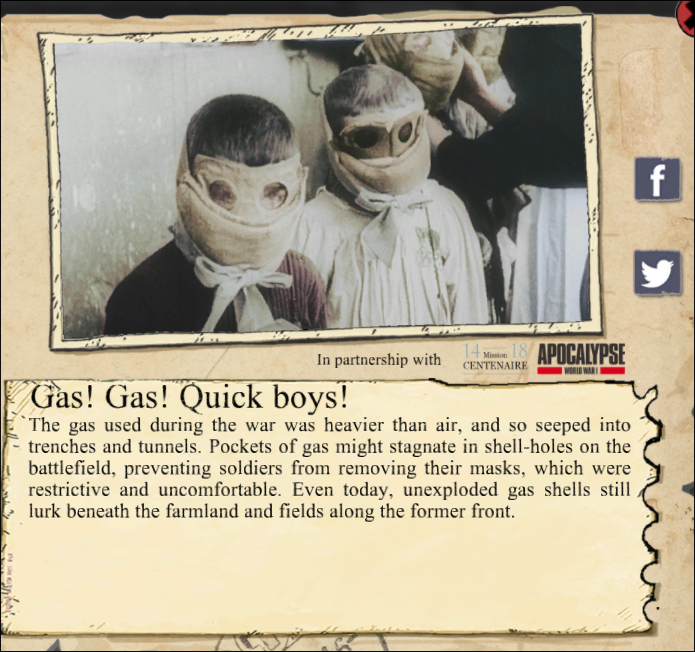 In partnership with
14 Mission 18
CENTENAIRE
APOCALYPSE
WORLD WAR I
Gas! Gas! Quick boys!
The gas used during the war was heavier than air, and so seeped into
trenches and tunnels. Pockets of gas might stagnate in shell-holes on the
battlefield, preventing soldiers from removing their masks, which were
restrictive and uncomfortable. Even today, unexploded gas shells still
lurk beneath the farmland and fields along the former front.